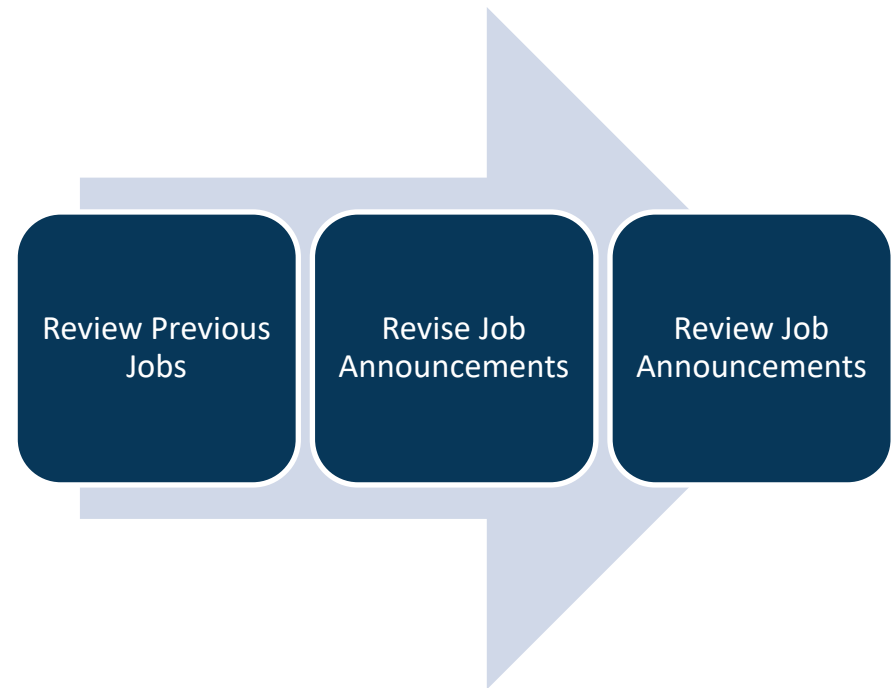 Review Previous
Jobs
Revise Job
Announcements
Review Job
Announcements